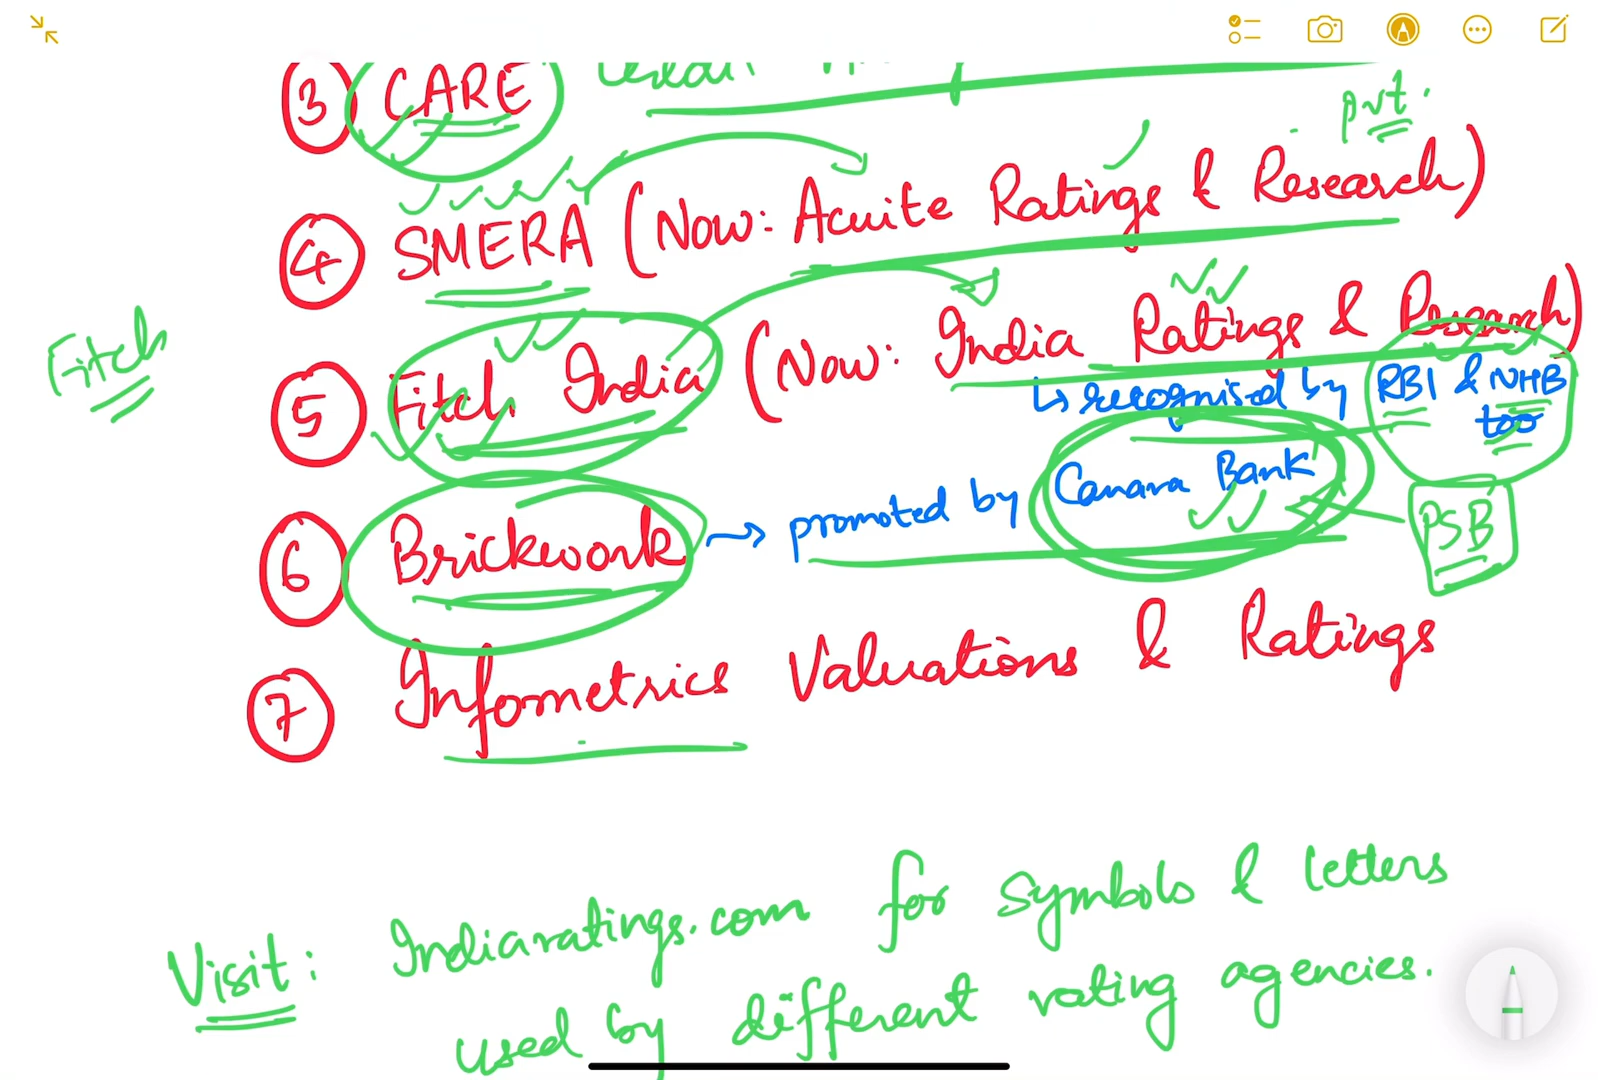 3 CARE
pvt.
4 SMERA (Now: Acuite Ratings & Research)
Fitch
5 Fitch India (Now: India Ratings & Research)
↳ recognised by RBI & NHB too
6 Brickwork → promoted by Canara Bank
PSB
7 Infometrics Valuations & Ratings
Visit: Indiaratings.com for symbols & letters
used by different rating agencies.